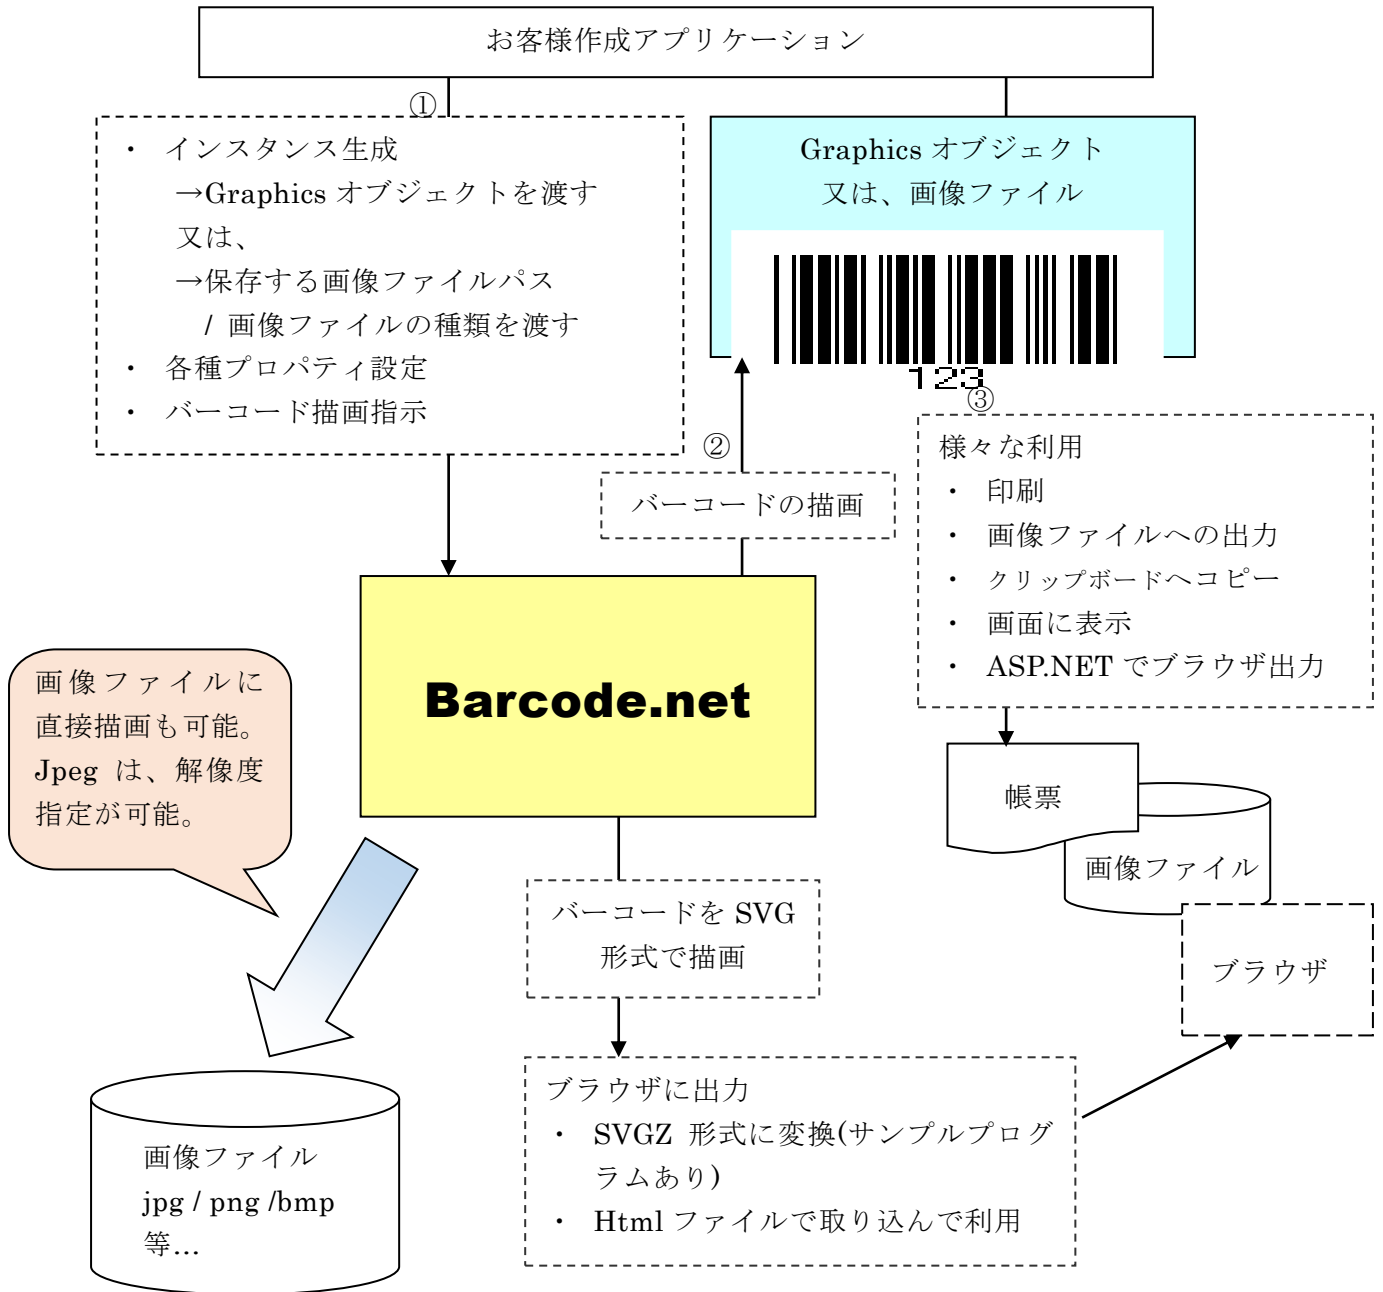 お客様作成アプリケーション
①
・ インスタンス生成
→Graphics オブジェクトを渡す
又は、
→保存する画像ファイルパス
/ 画像ファイルの種類を渡す
・ 各種プロパティ設定
・ バーコード描画指示
Graphics オブジェクト
又は、画像ファイル
123
③
②
バーコードの描画
様々な利用
・ 印刷
・ 画像ファイルへの出力
・ クリップボードへコピー
・ 画面に表示
・ ASP.NET でブラウザ出力
Barcode.net
画像ファイルに
直接描画も可能。
Jpeg は、解像度
指定が可能。
帳票
画像ファイル
ブラウザ
バーコードを SVG
形式で描画
ブラウザに出力
・ SVGZ 形式に変換(サンプルプログ
ラムあり)
・ Html ファイルで取り込んで利用
画像ファイル
jpg / png /bmp
等…